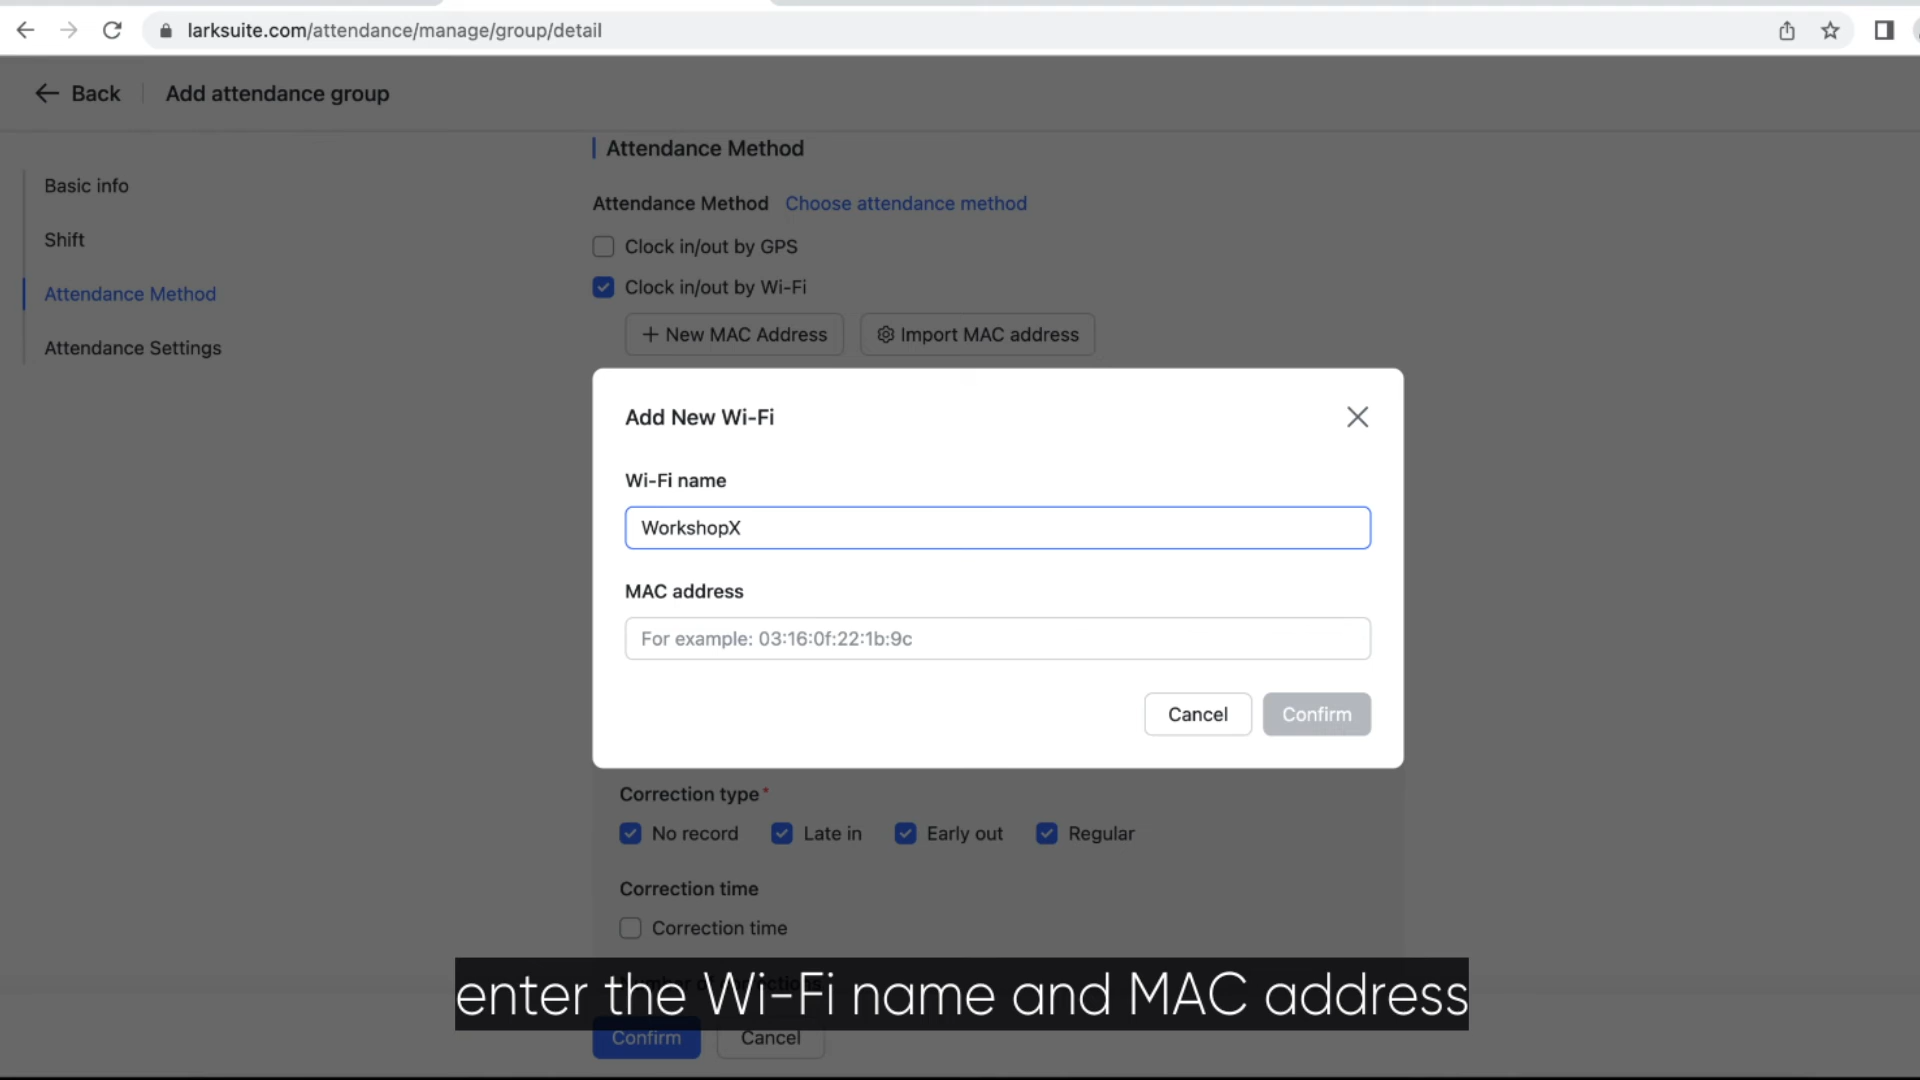 larksuite.com/attendance/manage/group/detail
Back
Add attendance group
Basic info
Shift
Attendance Method
Attendance Settings
Attendance Method
Attendance Method Choose attendance method
Clock in/out by GPS
Clock in/out by Wi-Fi
+ New MAC Address
Import MAC address
Add New Wi-Fi
Wi-Fi name
WorkshopX
MAC address
For example: 03:16:0f:22:1b:9c
Cancel
Confirm
Correction type*
No record Late in Early out Regular
Correction time
Correction time
enter the Wi-Fi name and MAC address
Confirm
Cancel